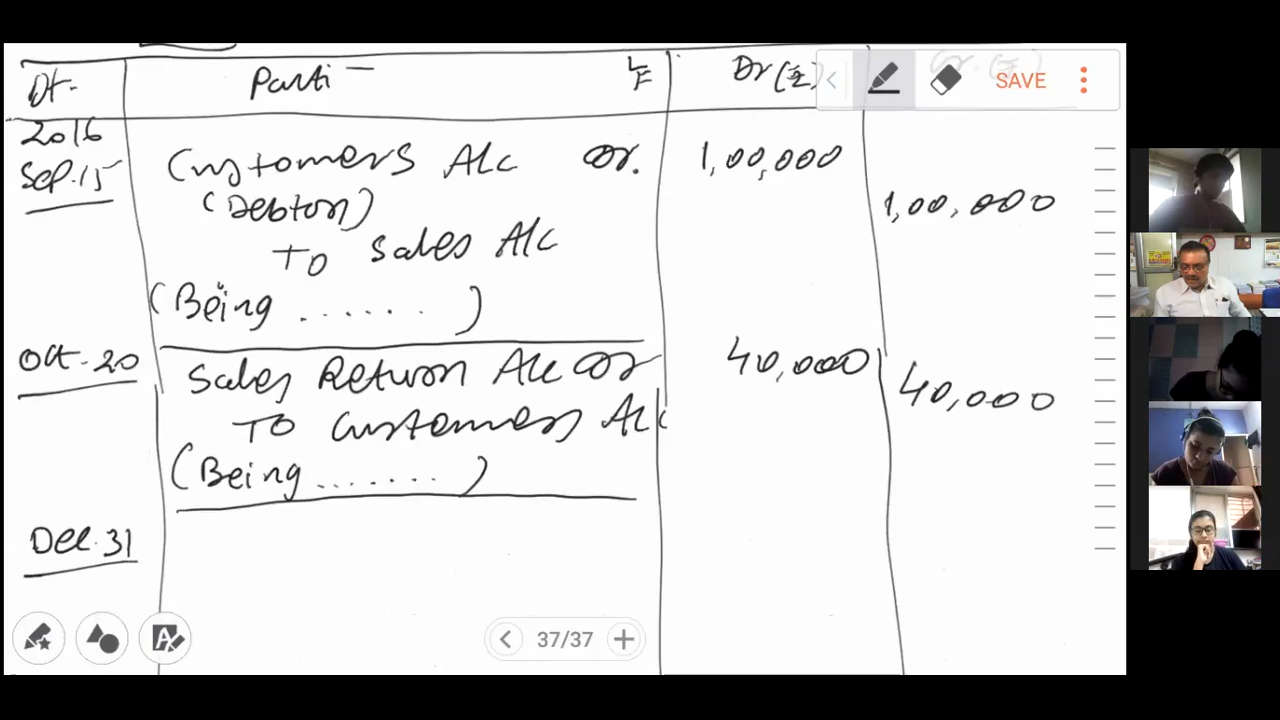 Dt. Parti — LF Dr (₹) Cr. (₹)
SAVE
2016
Sep.15 Customers A/c Dr. 1,00,000
(Debtors) 1,00,000
To Sales A/c
(Being ......)
Oct-20 Sales Return A/c Dr 40,000
To Customers A/c 40,000
(Being .......)
Dec.31
37/37